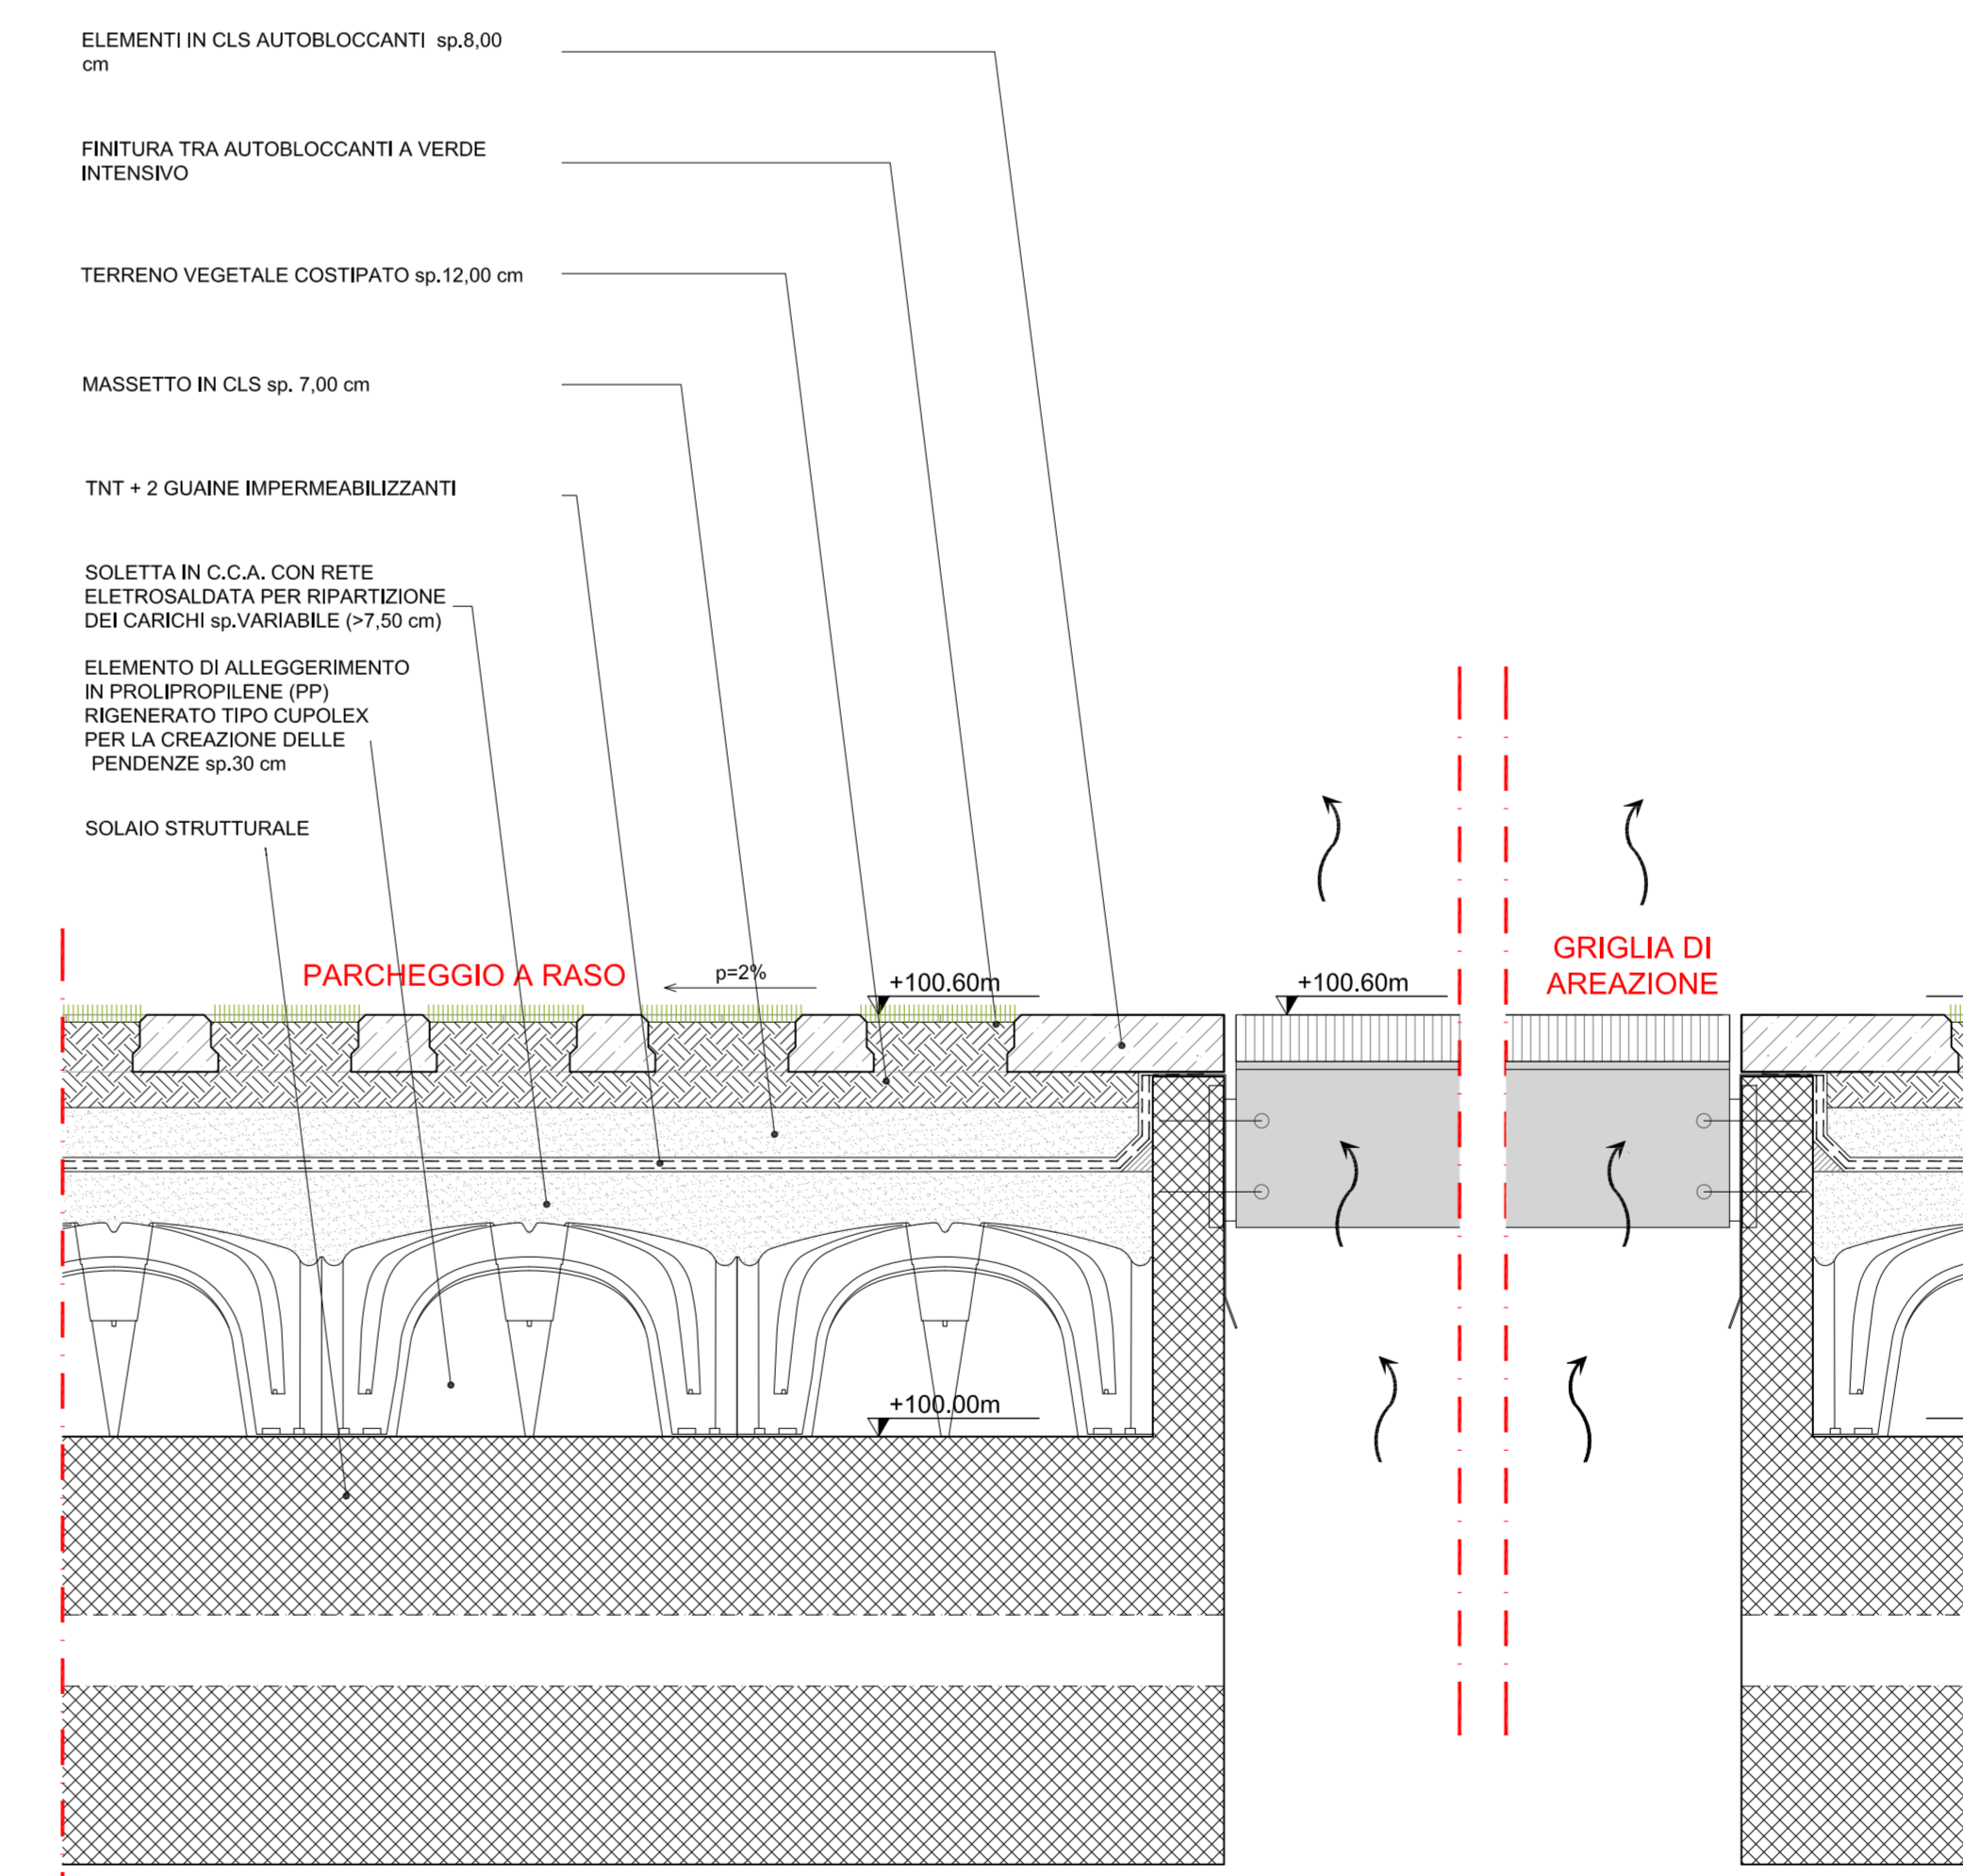 ELEMENTI IN CLS AUTOBLOCCANTI sp.8,00
cm
FINITURA TRA AUTOBLOCCANTI A VERDE
INTENSIVO
TERRENO VEGETALE COSTIPATO sp.12,00 cm
MASSETTO IN CLS sp. 7,00 cm
TNT + 2 GUAINE IMPERMEABILIZZANTI
SOLETTA IN C.C.A. CON RETE
ELETROSALDATA PER RIPARTIZIONE
DEI CARICHI sp.VARIABILE (>7,50 cm)
ELEMENTO DI ALLEGGERIMENTO
IN PROLIPROPILENE (PP)
RIGENERATO TIPO CUPOLEX
PER LA CREAZIONE DELLE
PENDENZE sp.30 cm
SOLAIO STRUTTURALE
PARCHEGGIO A RASO
p=2%
+100.60m
+100.60m
GRIGLIA DI
AREAZIONE
+100.00m